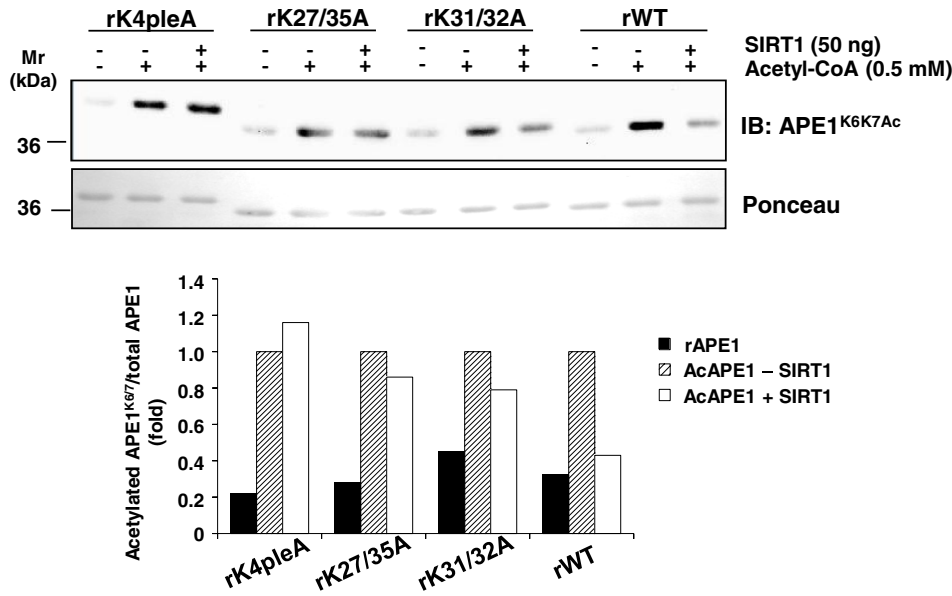 rK4pleA rK27/35A rK31/32A rWT
- - + - - + - - + - - + SIRT1 (50 ng)
- + + - + + - + + - + + Acetyl-CoA (0.5 mM)
Mr
(kDa)
36
IB: APE1K6K7Ac
36
Ponceau
Acetylated APE1K6/7/total APE1
(fold)
1.4
1.2
1.0
0.8
0.6
0.4
0.2
0
rK4pleA rK27/35A rK31/32A rWT
rAPE1
AcAPE1 – SIRT1
AcAPE1 + SIRT1